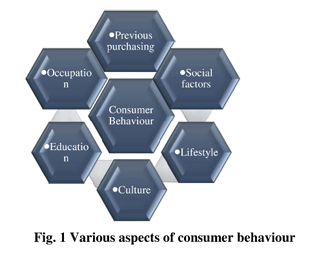 •Previous
purchasing
•Occupatio
n
•Social
factors
Consumer
Behaviour
•Educatio
n
•Lifestyle
•Culture
Fig. 1 Various aspects of consumer behaviour